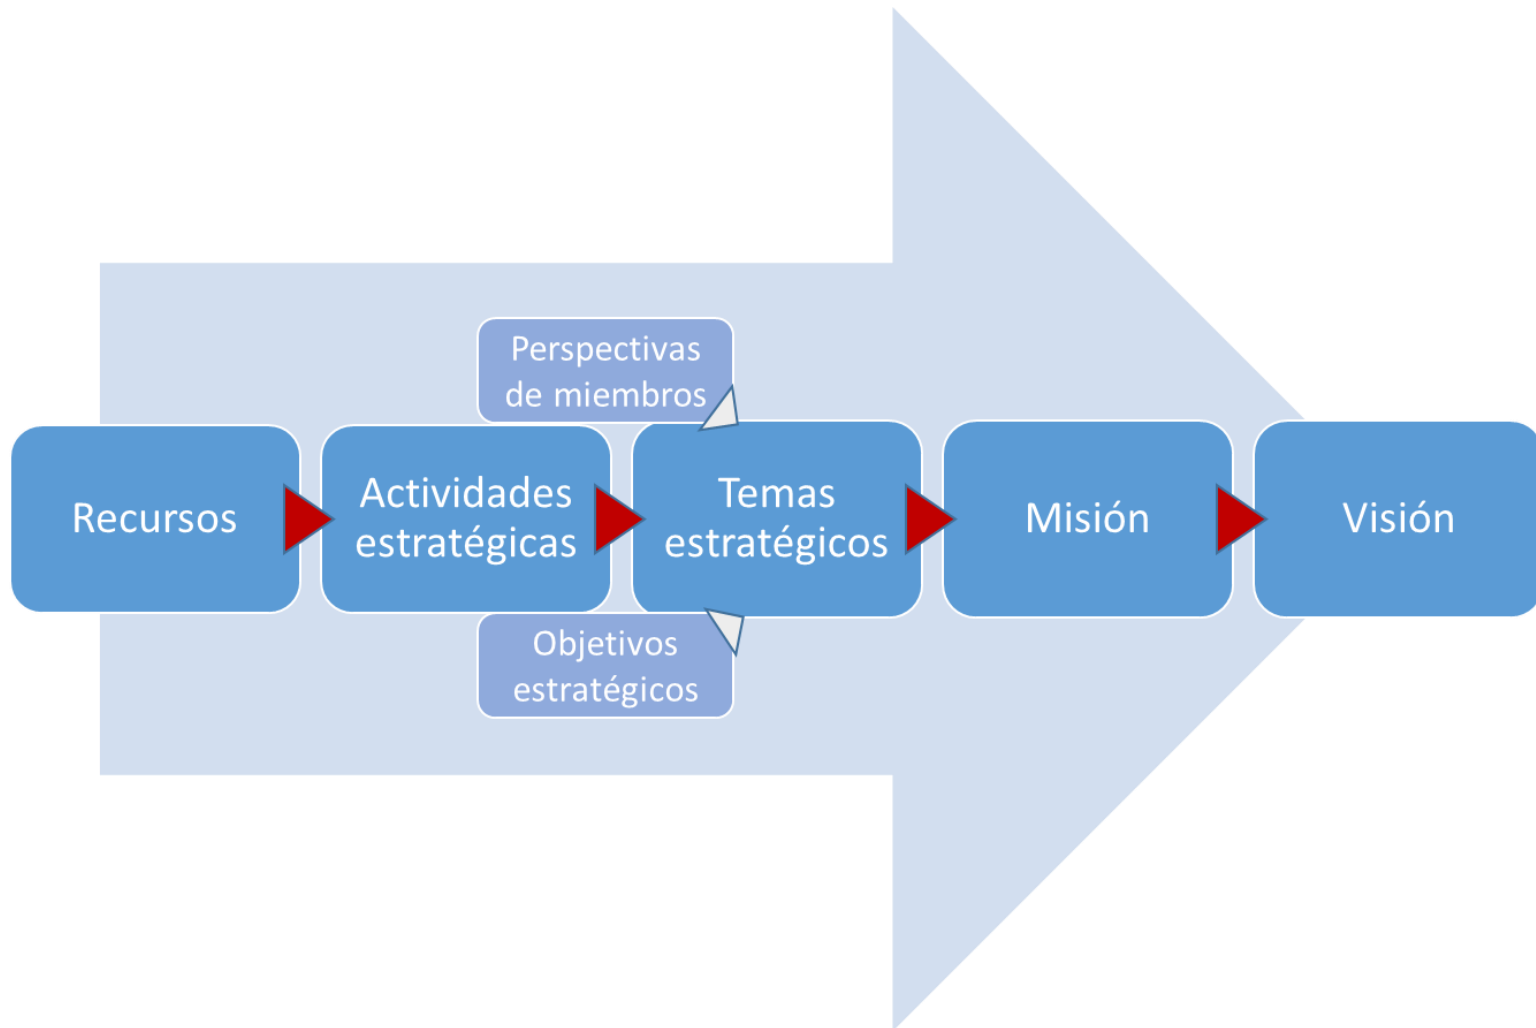 Perspectivas
de miembros
Recursos
Actividades
estratégicas
Temas
estratégicos
Misión
Visión
Objetivos
estratégicos